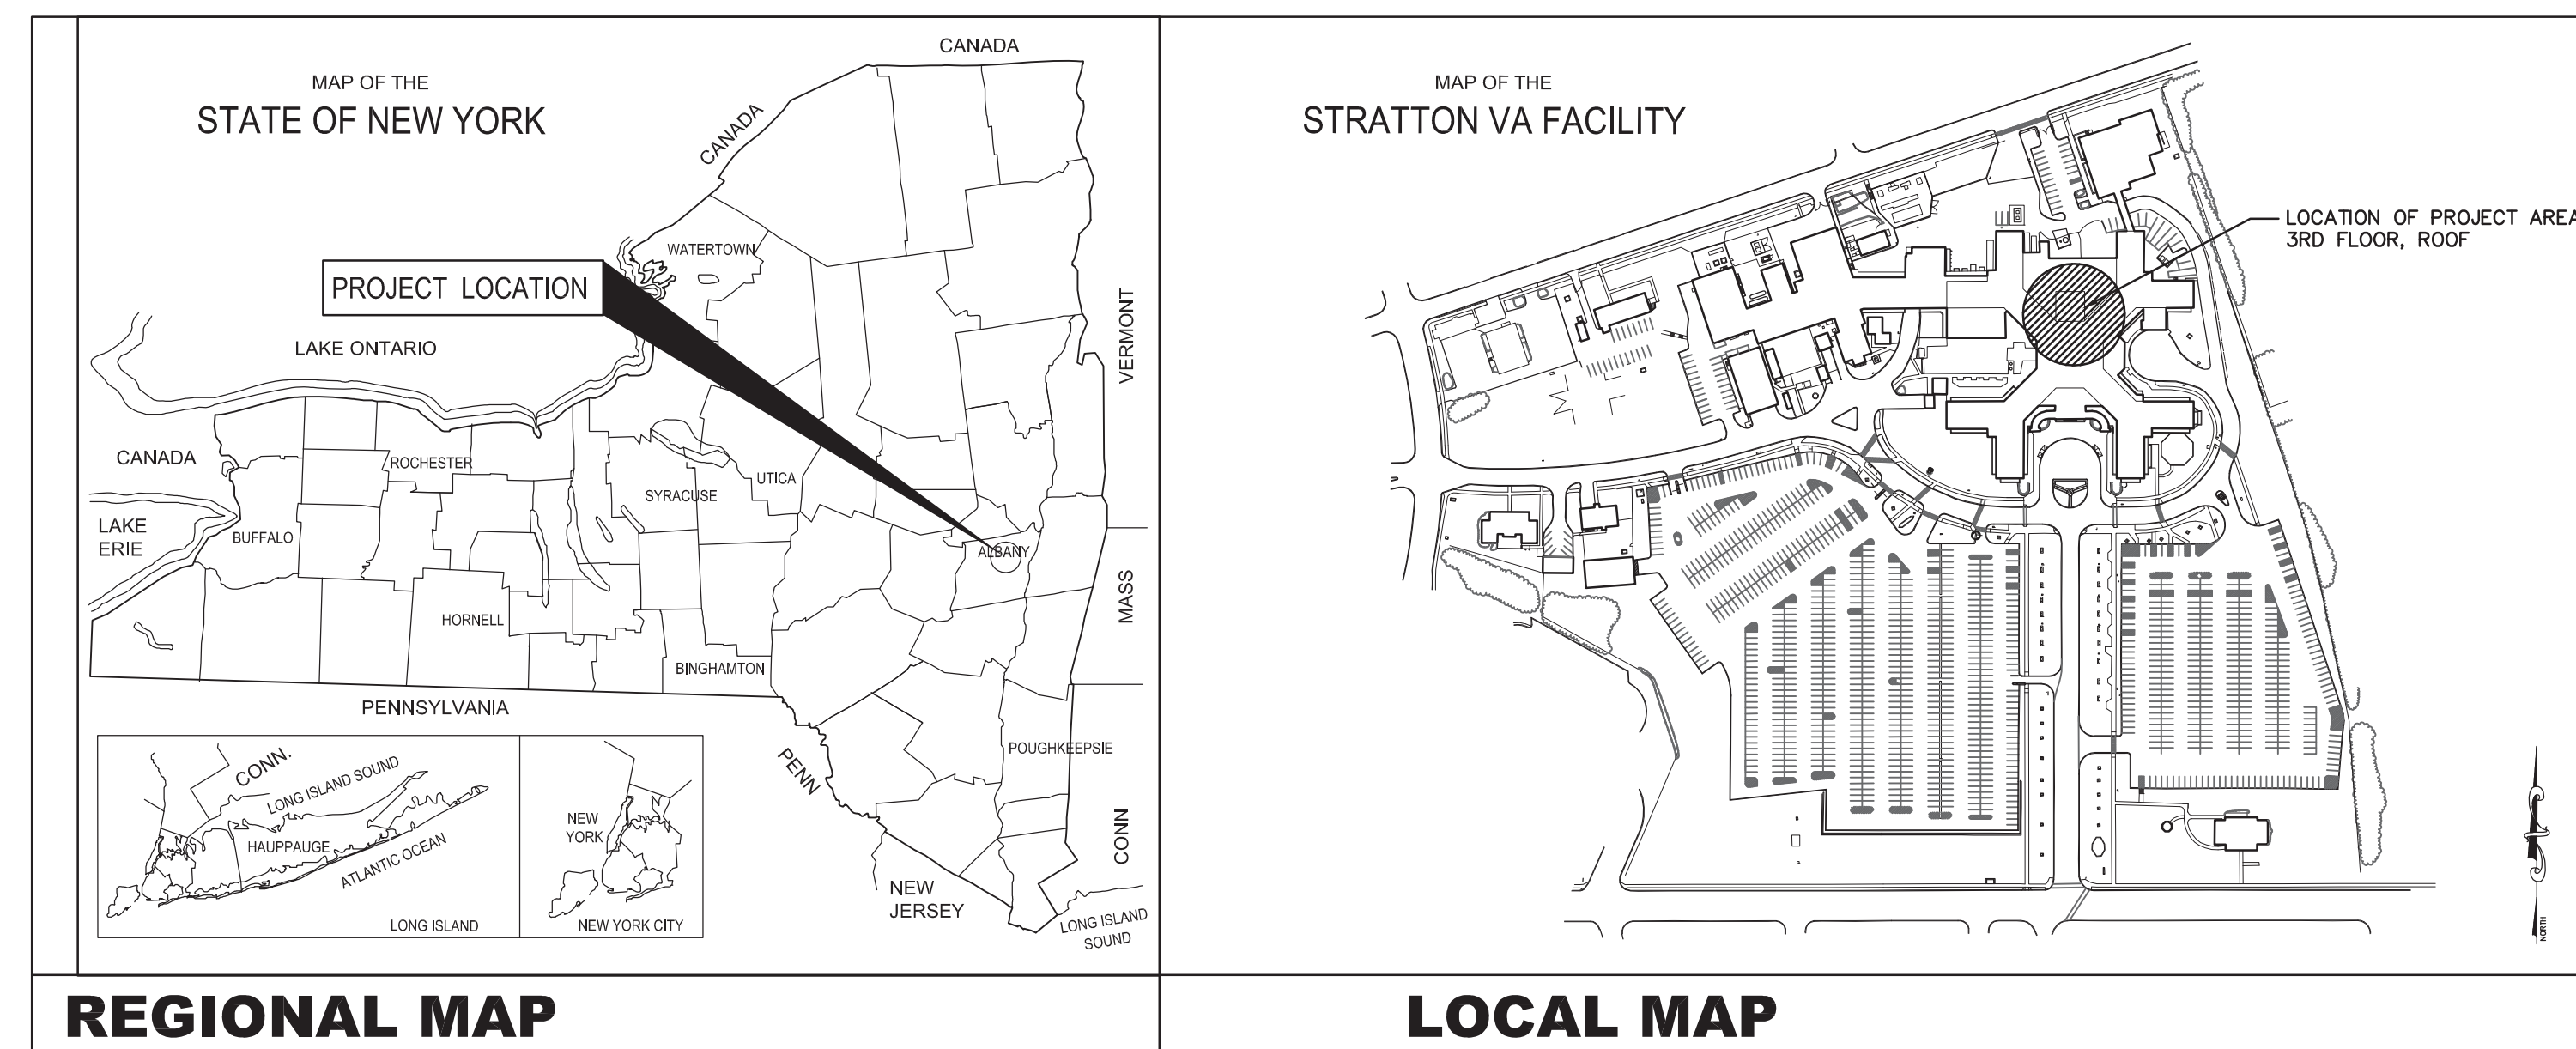 MAP OF THE
STATE OF NEW YORK
CANADA
CANADA
WATERTOWN
PROJECT LOCATION
LAKE ONTARIO
VERMONT
CANADA
ROCHESTER
UTICA
SYRACUSE
LAKE
ERIE
BUFFALO
ALBANY
MASS
HORNELL
BINGHAMTON
PENNSYLVANIA
PENN
POUGHKEEPSIE
CONN
NEW
JERSEY
LONG ISLAND
SOUND
CONN.
LONG ISLAND SOUND
HAUPPAUGE
ATLANTIC OCEAN
LONG ISLAND
NEW
YORK
NEW YORK CITY
REGIONAL MAP
MAP OF THE
STRATTON VA FACILITY
LOCATION OF PROJECT AREA
3RD FLOOR, ROOF
NORTH
LOCAL MAP